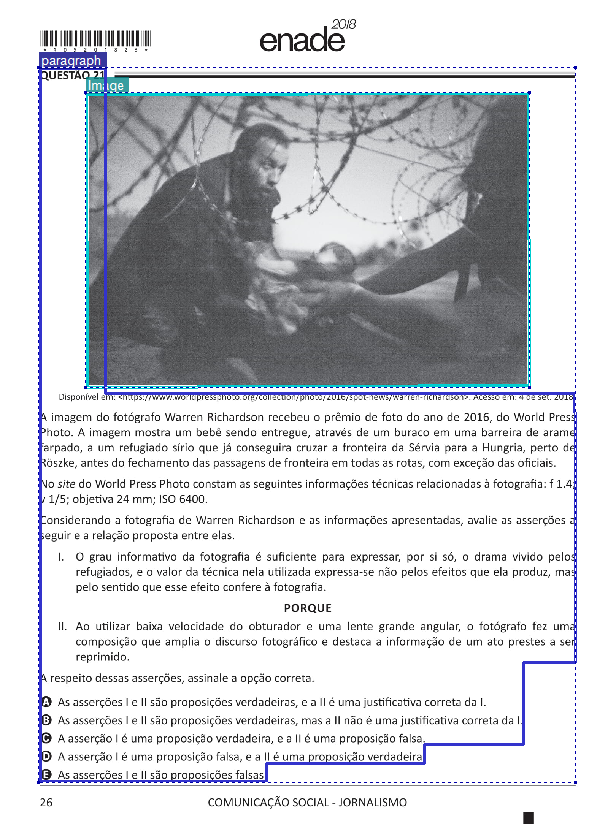 enade 2018
* R 0 5 2 0 1 8 2 6 *
paragraph
QUESTÃO 21
Image
Disponível em: <https://www.worldpressphoto.org/collection/photo/2016/spot-news/warren-richardson>. Acesso em: 4 de set. 2018.
A imagem do fotógrafo Warren Richardson recebeu o prêmio de foto do ano de 2016, do World Press
Photo. A imagem mostra um bebê sendo entregue, através de um buraco em uma barreira de arame
farpado, a um refugiado sírio que já conseguira cruzar a fronteira da Sérvia para a Hungria, perto de
Röszke, antes do fechamento das passagens de fronteira em todas as rotas, com exceção das oficiais.
No site do World Press Photo constam as seguintes informações técnicas relacionadas à fotografia: f 1.4;
v 1/5; objetiva 24 mm; ISO 6400.
Considerando a fotografia de Warren Richardson e as informações apresentadas, avalie as asserções a
seguir e a relação proposta entre elas.
I. O grau informativo da fotografia é suficiente para expressar, por si só, o drama vivido pelos
refugiados, e o valor da técnica nela utilizada expressa-se não pelos efeitos que ela produz, mas
pelo sentido que esse efeito confere à fotografia.
PORQUE
II. Ao utilizar baixa velocidade do obturador e uma lente grande angular, o fotógrafo fez uma
composição que amplia o discurso fotográfico e destaca a informação de um ato prestes a ser
reprimido.
A respeito dessas asserções, assinale a opção correta.
A As asserções I e II são proposições verdadeiras, e a II é uma justificativa correta da I.
B As asserções I e II são proposições verdadeiras, mas a II não é uma justificativa correta da I.
C A asserção I é uma proposição verdadeira, e a II é uma proposição falsa.
D A asserção I é uma proposição falsa, e a II é uma proposição verdadeira.
E As asserções I e II são proposições falsas.
26
COMUNICAÇÃO SOCIAL - JORNALISMO